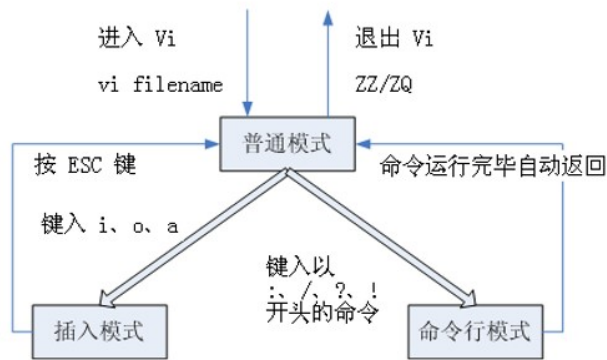 进入 Vi
退出 Vi
vi filename
ZZ/ZQ
普通模式
按 ESC 键
命令运行完毕自动返回
键入 i、o、a
键入以
:、/、?、!
开头的命令
插入模式
命令行模式